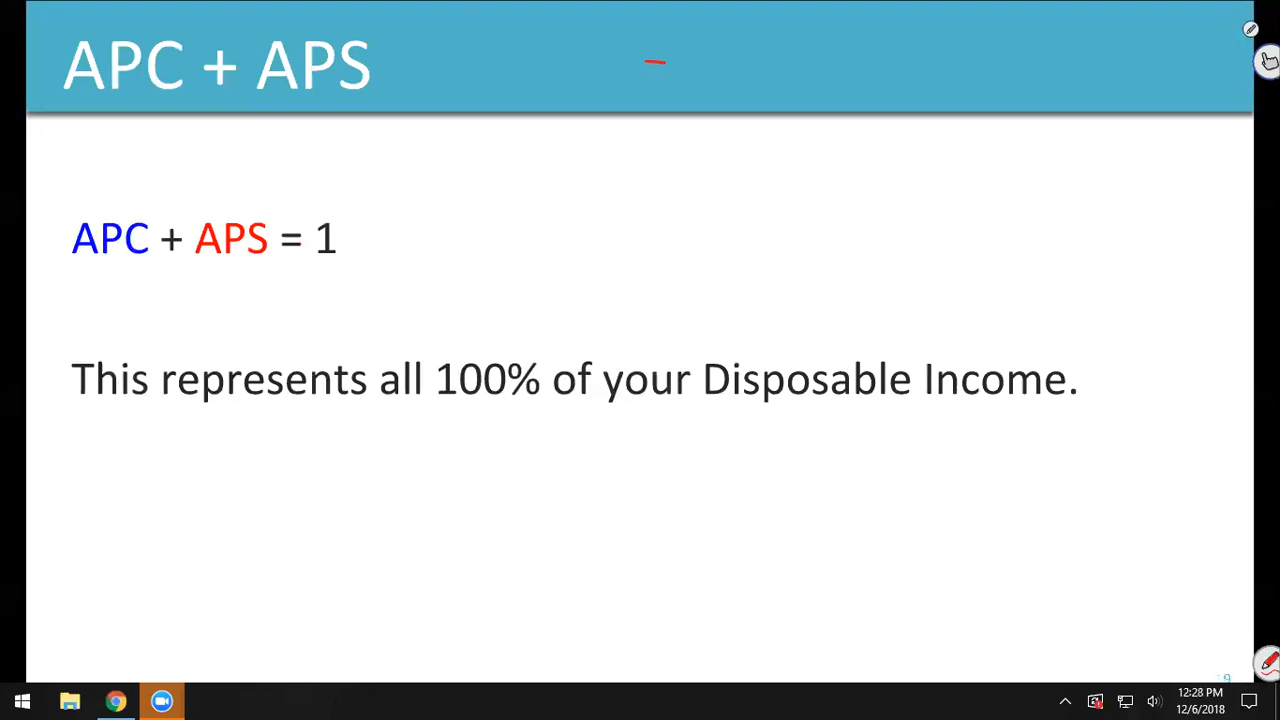 APC + APS
APC + APS = 1
This represents all 100% of your Disposable Income.
12:28 PM
12/6/2018